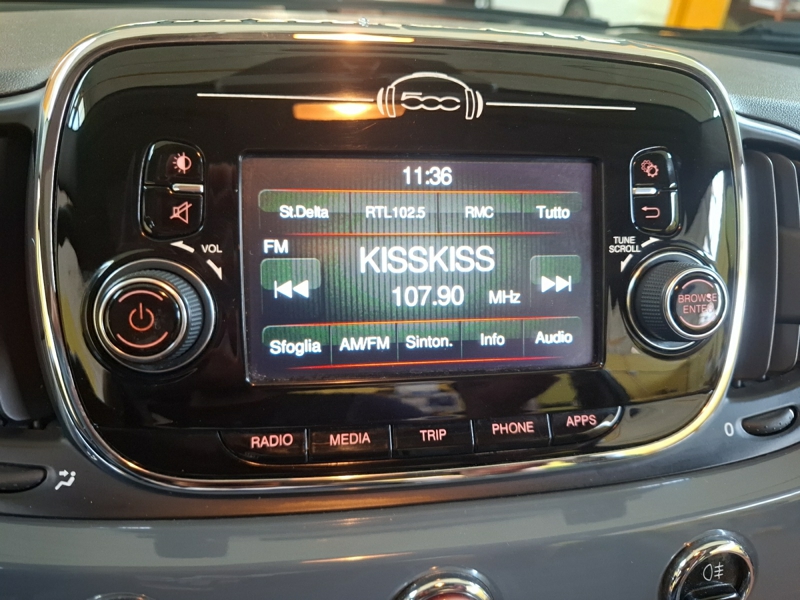 500
11:36
St.Delta RTL102.5 RMC Tutto
VOL
TUNE
SCROLL
FM
KISSKISS
107.90 MHz
BROWSE
ENTER
Sfoglia AM/FM Sinton. Info Audio
RADIO MEDIA TRIP PHONE APPS
0